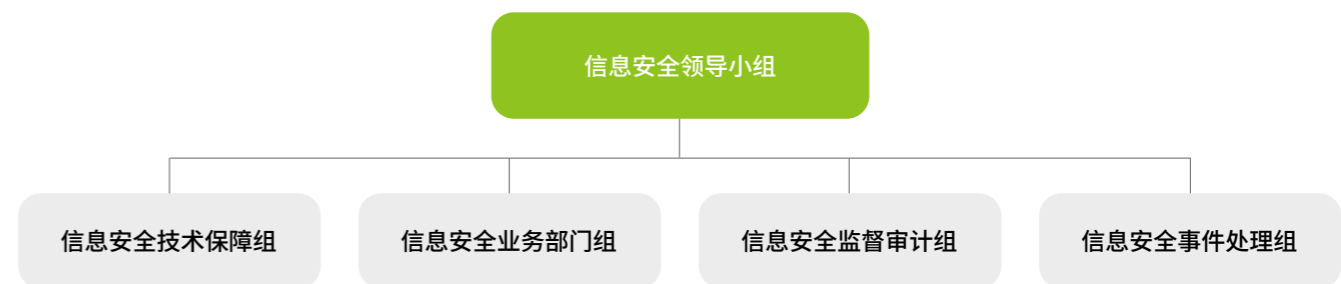 信息安全领导小组
信息安全技术保障组
信息安全业务部门组
信息安全监督审计组
信息安全事件处理组